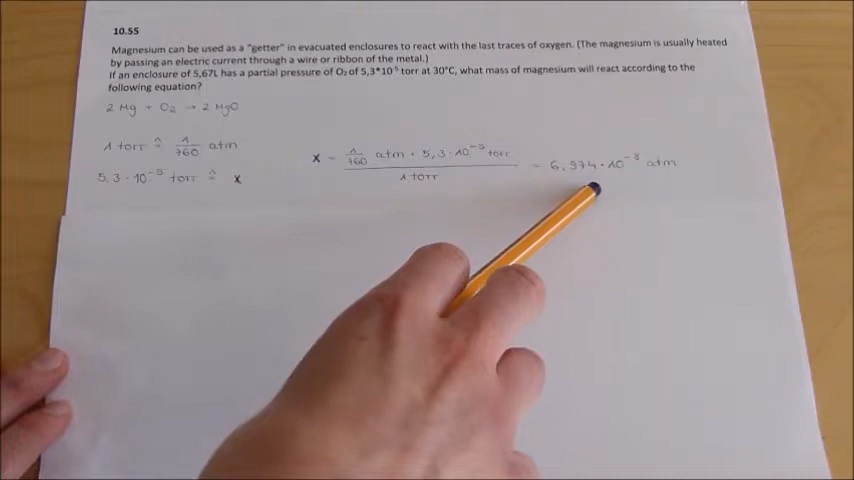 10.55
Magnesium can be used as a "getter" in evacuated enclosures to react with the last traces of oxygen. (The magnesium is usually heated
by passing an electric current through a wire or ribbon of the metal.)
If an enclosure of 5,67L has a partial pressure of O₂ of 5,3*10⁻⁵ torr at 30°C, what mass of magnesium will react according to the
following equation?
2 Mg + O₂ → 2 MgO
1 torr ≙ 1/760 atm
x = (1/760 atm · 5,3 · 10⁻⁵ torr) / (1 torr) = 6,974 · 10⁻⁸ atm
5,3 · 10⁻⁵ torr ≙ x